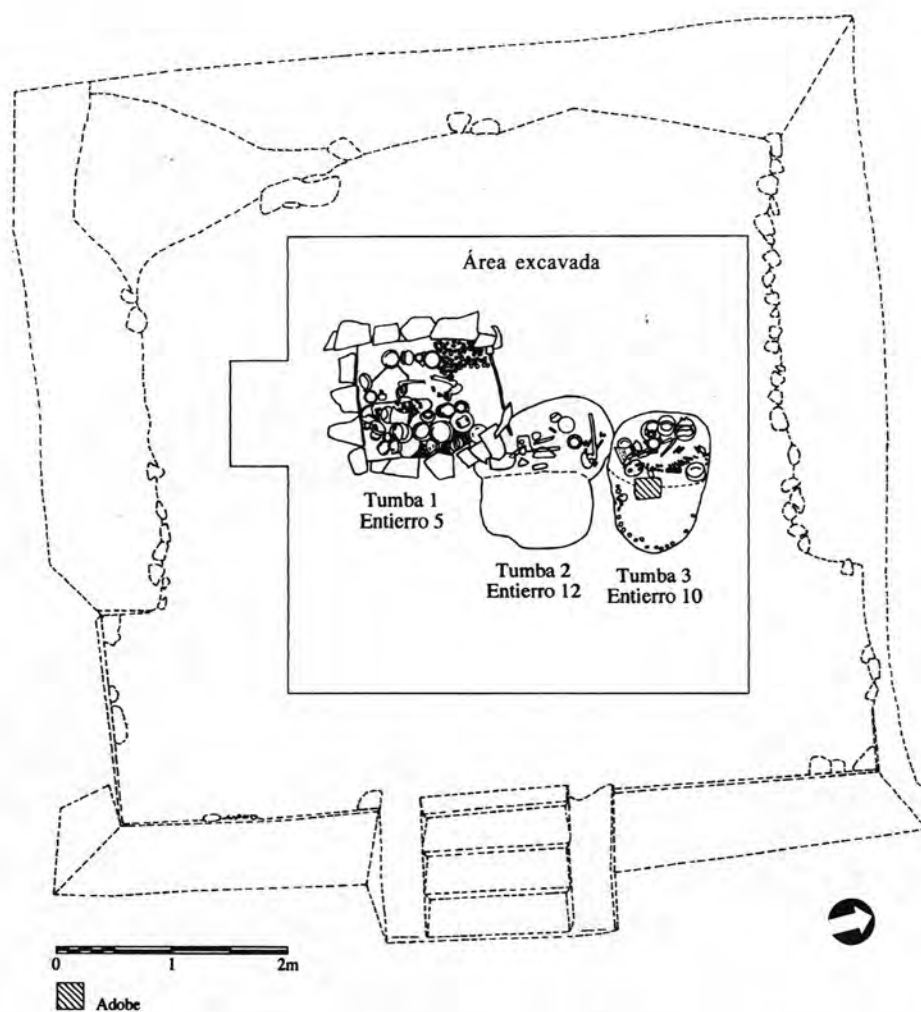 Área excavada
Tumba 1
Entierro 5
Tumba 2
Entierro 12
Tumba 3
Entierro 10
0 1 2m
Adobe